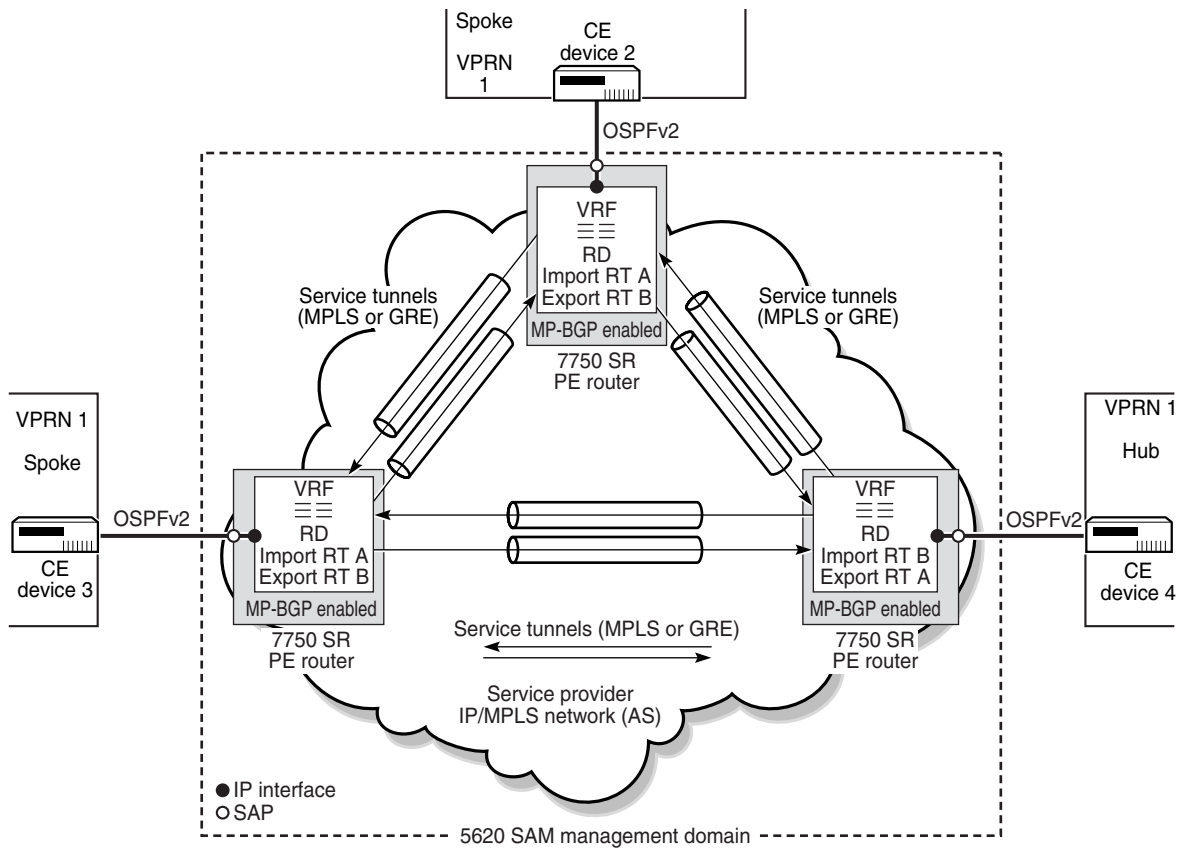 Spoke
VPRN
1
CE
device 2
OSPFv2
VRF
RD
Import RT A
Export RT B
MP-BGP enabled
7750 SR
PE router
Service tunnels
(MPLS or GRE)
Service tunnels
(MPLS or GRE)
VPRN 1
Spoke
CE
device 3
OSPFv2
VRF
RD
Import RT A
Export RT B
MP-BGP enabled
7750 SR
PE router
VRF
RD
Import RT B
Export RT A
MP-BGP enabled
7750 SR
PE router
OSPFv2
VPRN 1
Hub
CE
device 4
Service tunnels (MPLS or GRE)
Service provider
IP/MPLS network (AS)
IP interface
SAP
5620 SAM management domain